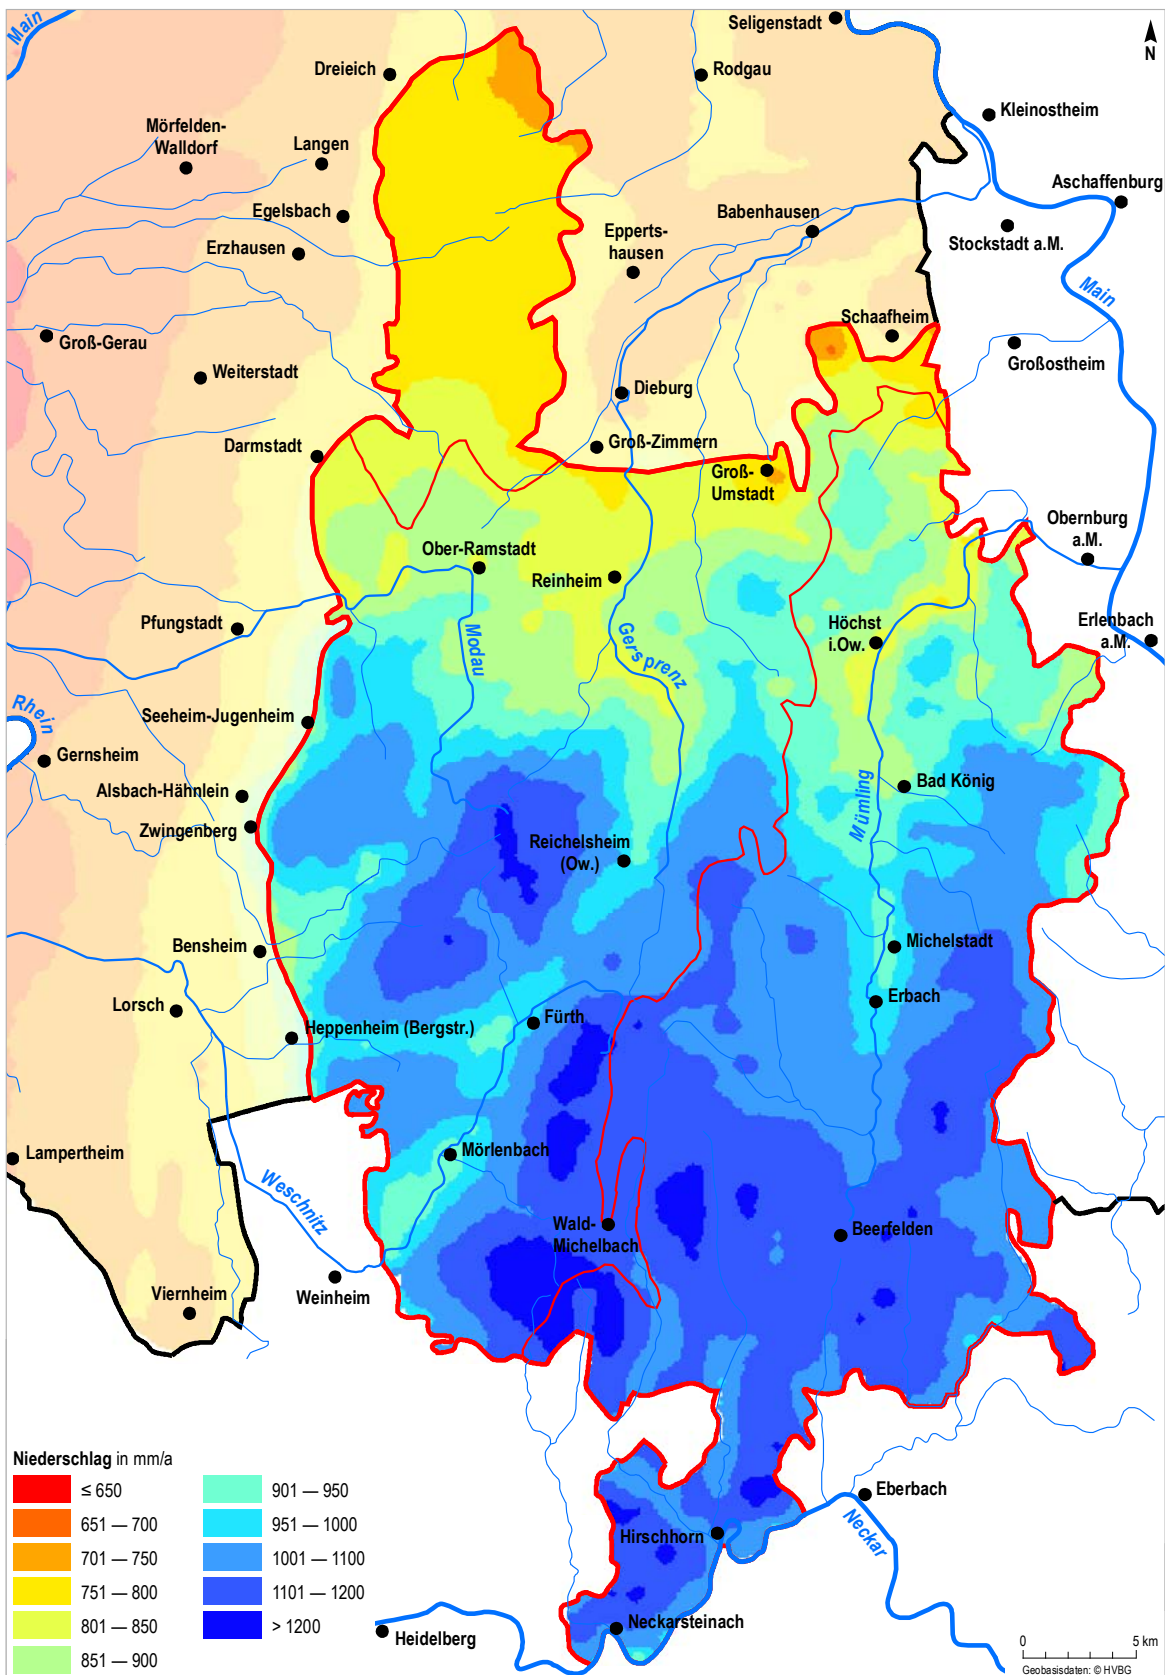 Main
Seligenstadt
N
Dreieich
Rodgau
Kleinostheim
Mörfelden-
Walldorf
Langen
Aschaffenburg
Egelsbach
Babenhausen
Epperts-
hausen
Stockstadt a.M.
Erzhausen
Main
Schaafheim
Groß-Gerau
Großostheim
Weiterstadt
Dieburg
Darmstadt
Groß-Zimmern
Groß-
Umstadt
Obernburg
a.M.
Ober-Ramstadt
Reinheim
Pfungstadt
Modau
Gersprenz
Höchst
i.Ow.
Erlenbach
a.M.
Rhein
Seeheim-Jugenheim
Gernsheim
Alsbach-Hähnlein
Bad König
Zwingenberg
Mümling
Reichelsheim
(Ow.)
Bensheim
Michelstadt
Lorsch
Erbach
Fürth
Heppenheim (Bergstr.)
Lampertheim
Mörlenbach
Weschnitz
Wald-
Michelbach
Beerfelden
Viernheim
Weinheim
Niederschlag in mm/a
≤ 650
651 — 700
701 — 750
751 — 800
801 — 850
851 — 900
901 — 950
951 — 1000
1001 — 1100
1101 — 1200
> 1200
Eberbach
Hirschhorn
Neckar
Neckarsteinach
Heidelberg
0 5 km
Geobasisdaten: © HVBG